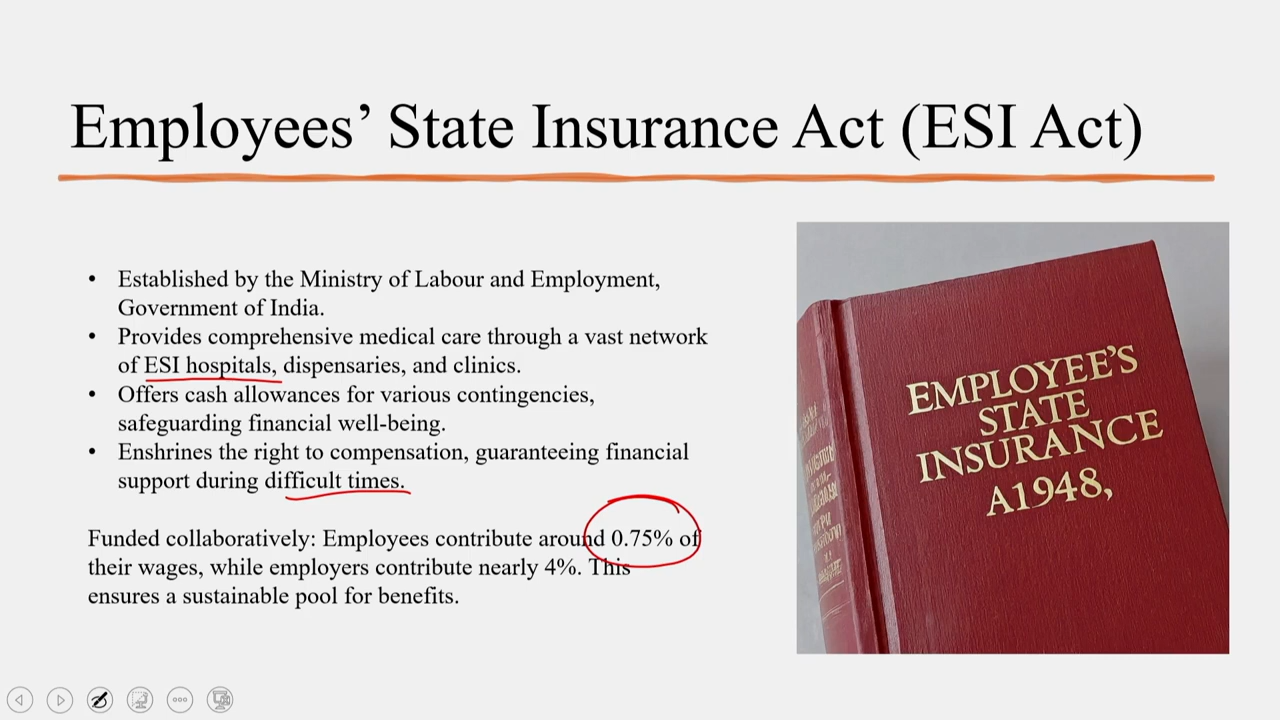 Employees’ State Insurance Act (ESI Act)
• Established by the Ministry of Labour and Employment,
Government of India.
• Provides comprehensive medical care through a vast network
of ESI hospitals, dispensaries, and clinics.
• Offers cash allowances for various contingencies,
safeguarding financial well-being.
• Enshrines the right to compensation, guaranteeing financial
support during difficult times.
Funded collaboratively: Employees contribute around 0.75% of
their wages, while employers contribute nearly 4%. This
ensures a sustainable pool for benefits.
EMPLOYEE’S
STATE
INSURANCE
A1948,